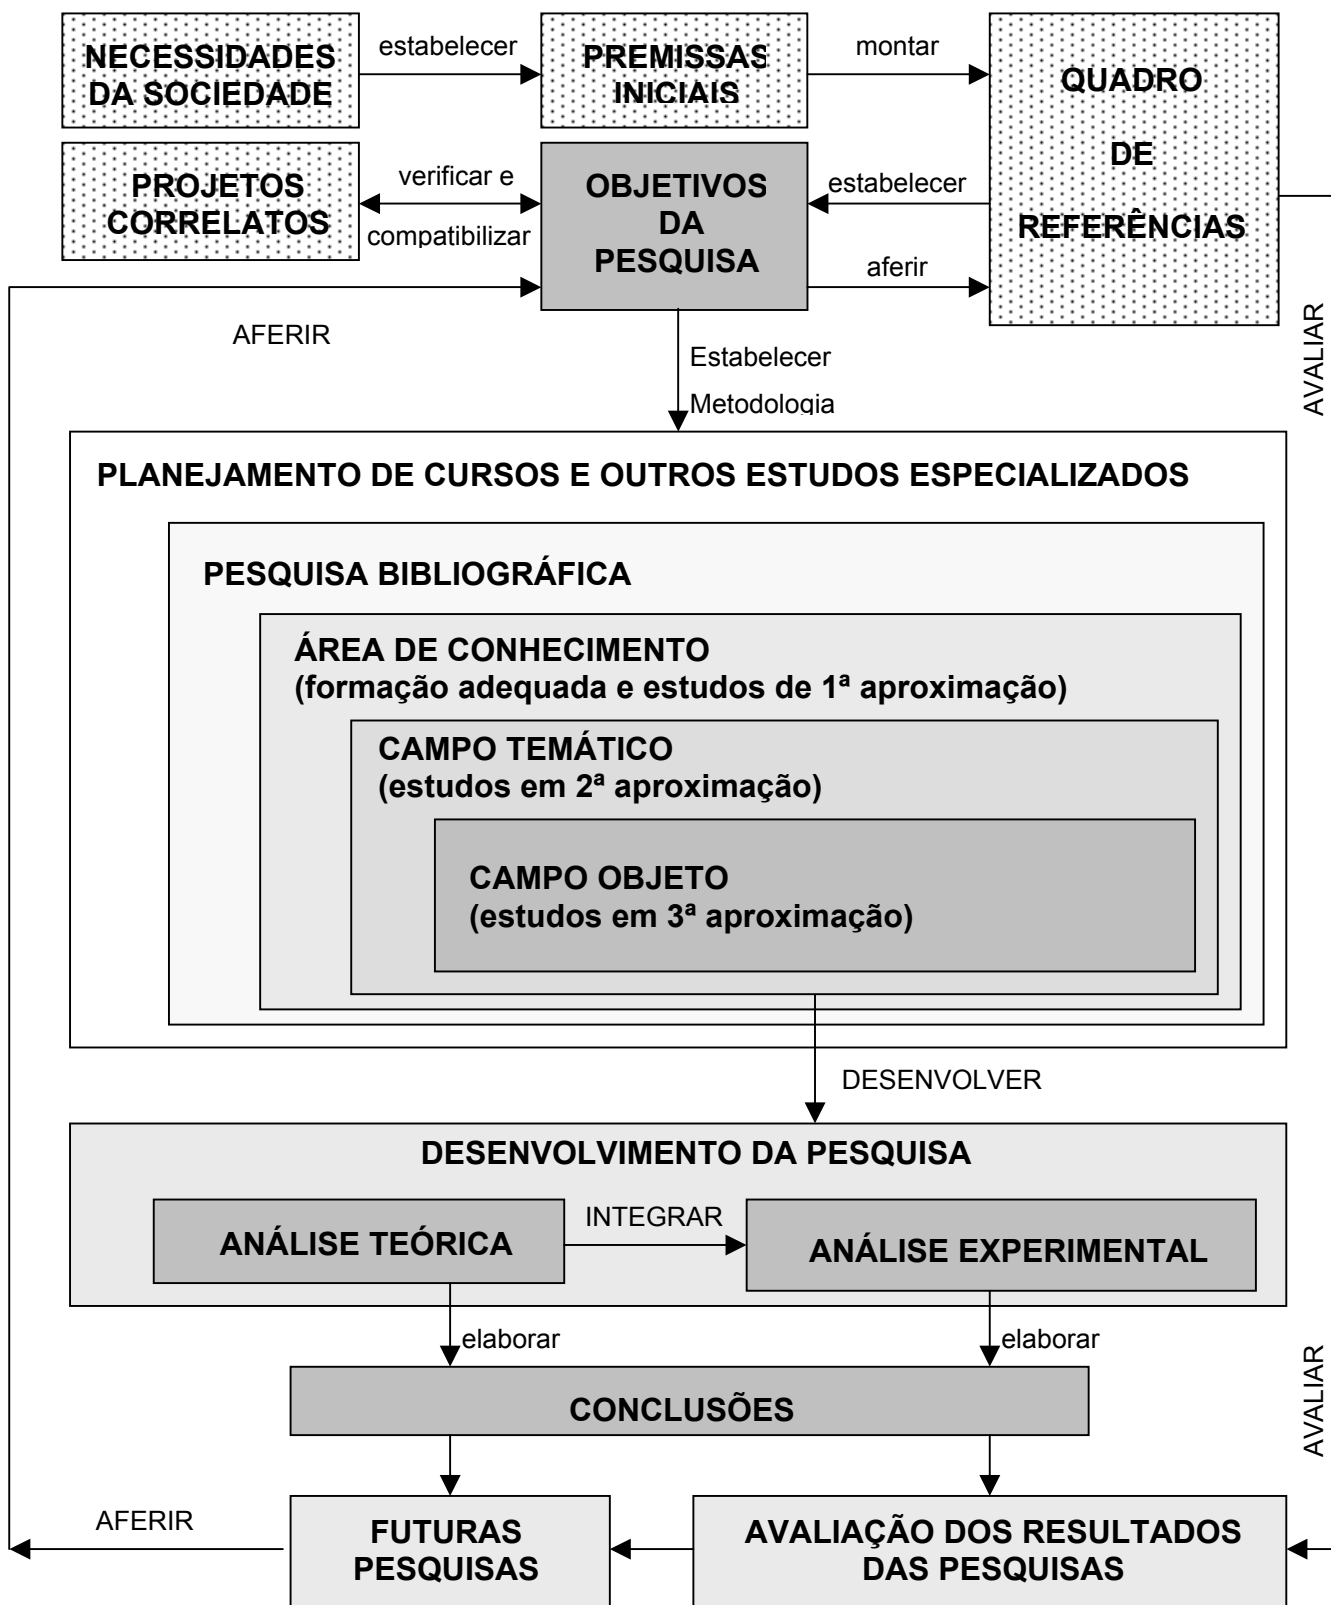 NECESSIDADES
DA SOCIEDADE
estabelecer
PREMISSAS
INICIAIS
montar
QUADRO
DE
REFERÊNCIAS
PROJETOS
CORRELATOS
verificar e
compatibilizar
OBJETIVOS
DA
PESQUISA
estabelecer
aferir
AFERIR
AVALIAR
Estabelecer
Metodologia
PLANEJAMENTO DE CURSOS E OUTROS ESTUDOS ESPECIALIZADOS
PESQUISA BIBLIOGRÁFICA
ÁREA DE CONHECIMENTO
(formação adequada e estudos de 1ª aproximação)
CAMPO TEMÁTICO
(estudos em 2ª aproximação)
CAMPO OBJETO
(estudos em 3ª aproximação)
DESENVOLVER
DESENVOLVIMENTO DA PESQUISA
ANÁLISE TEÓRICA
INTEGRAR
ANÁLISE EXPERIMENTAL
elaborar
elaborar
CONCLUSÕES
AVALIAR
AFERIR
FUTURAS
PESQUISAS
AVALIAÇÃO DOS RESULTADOS
DAS PESQUISAS